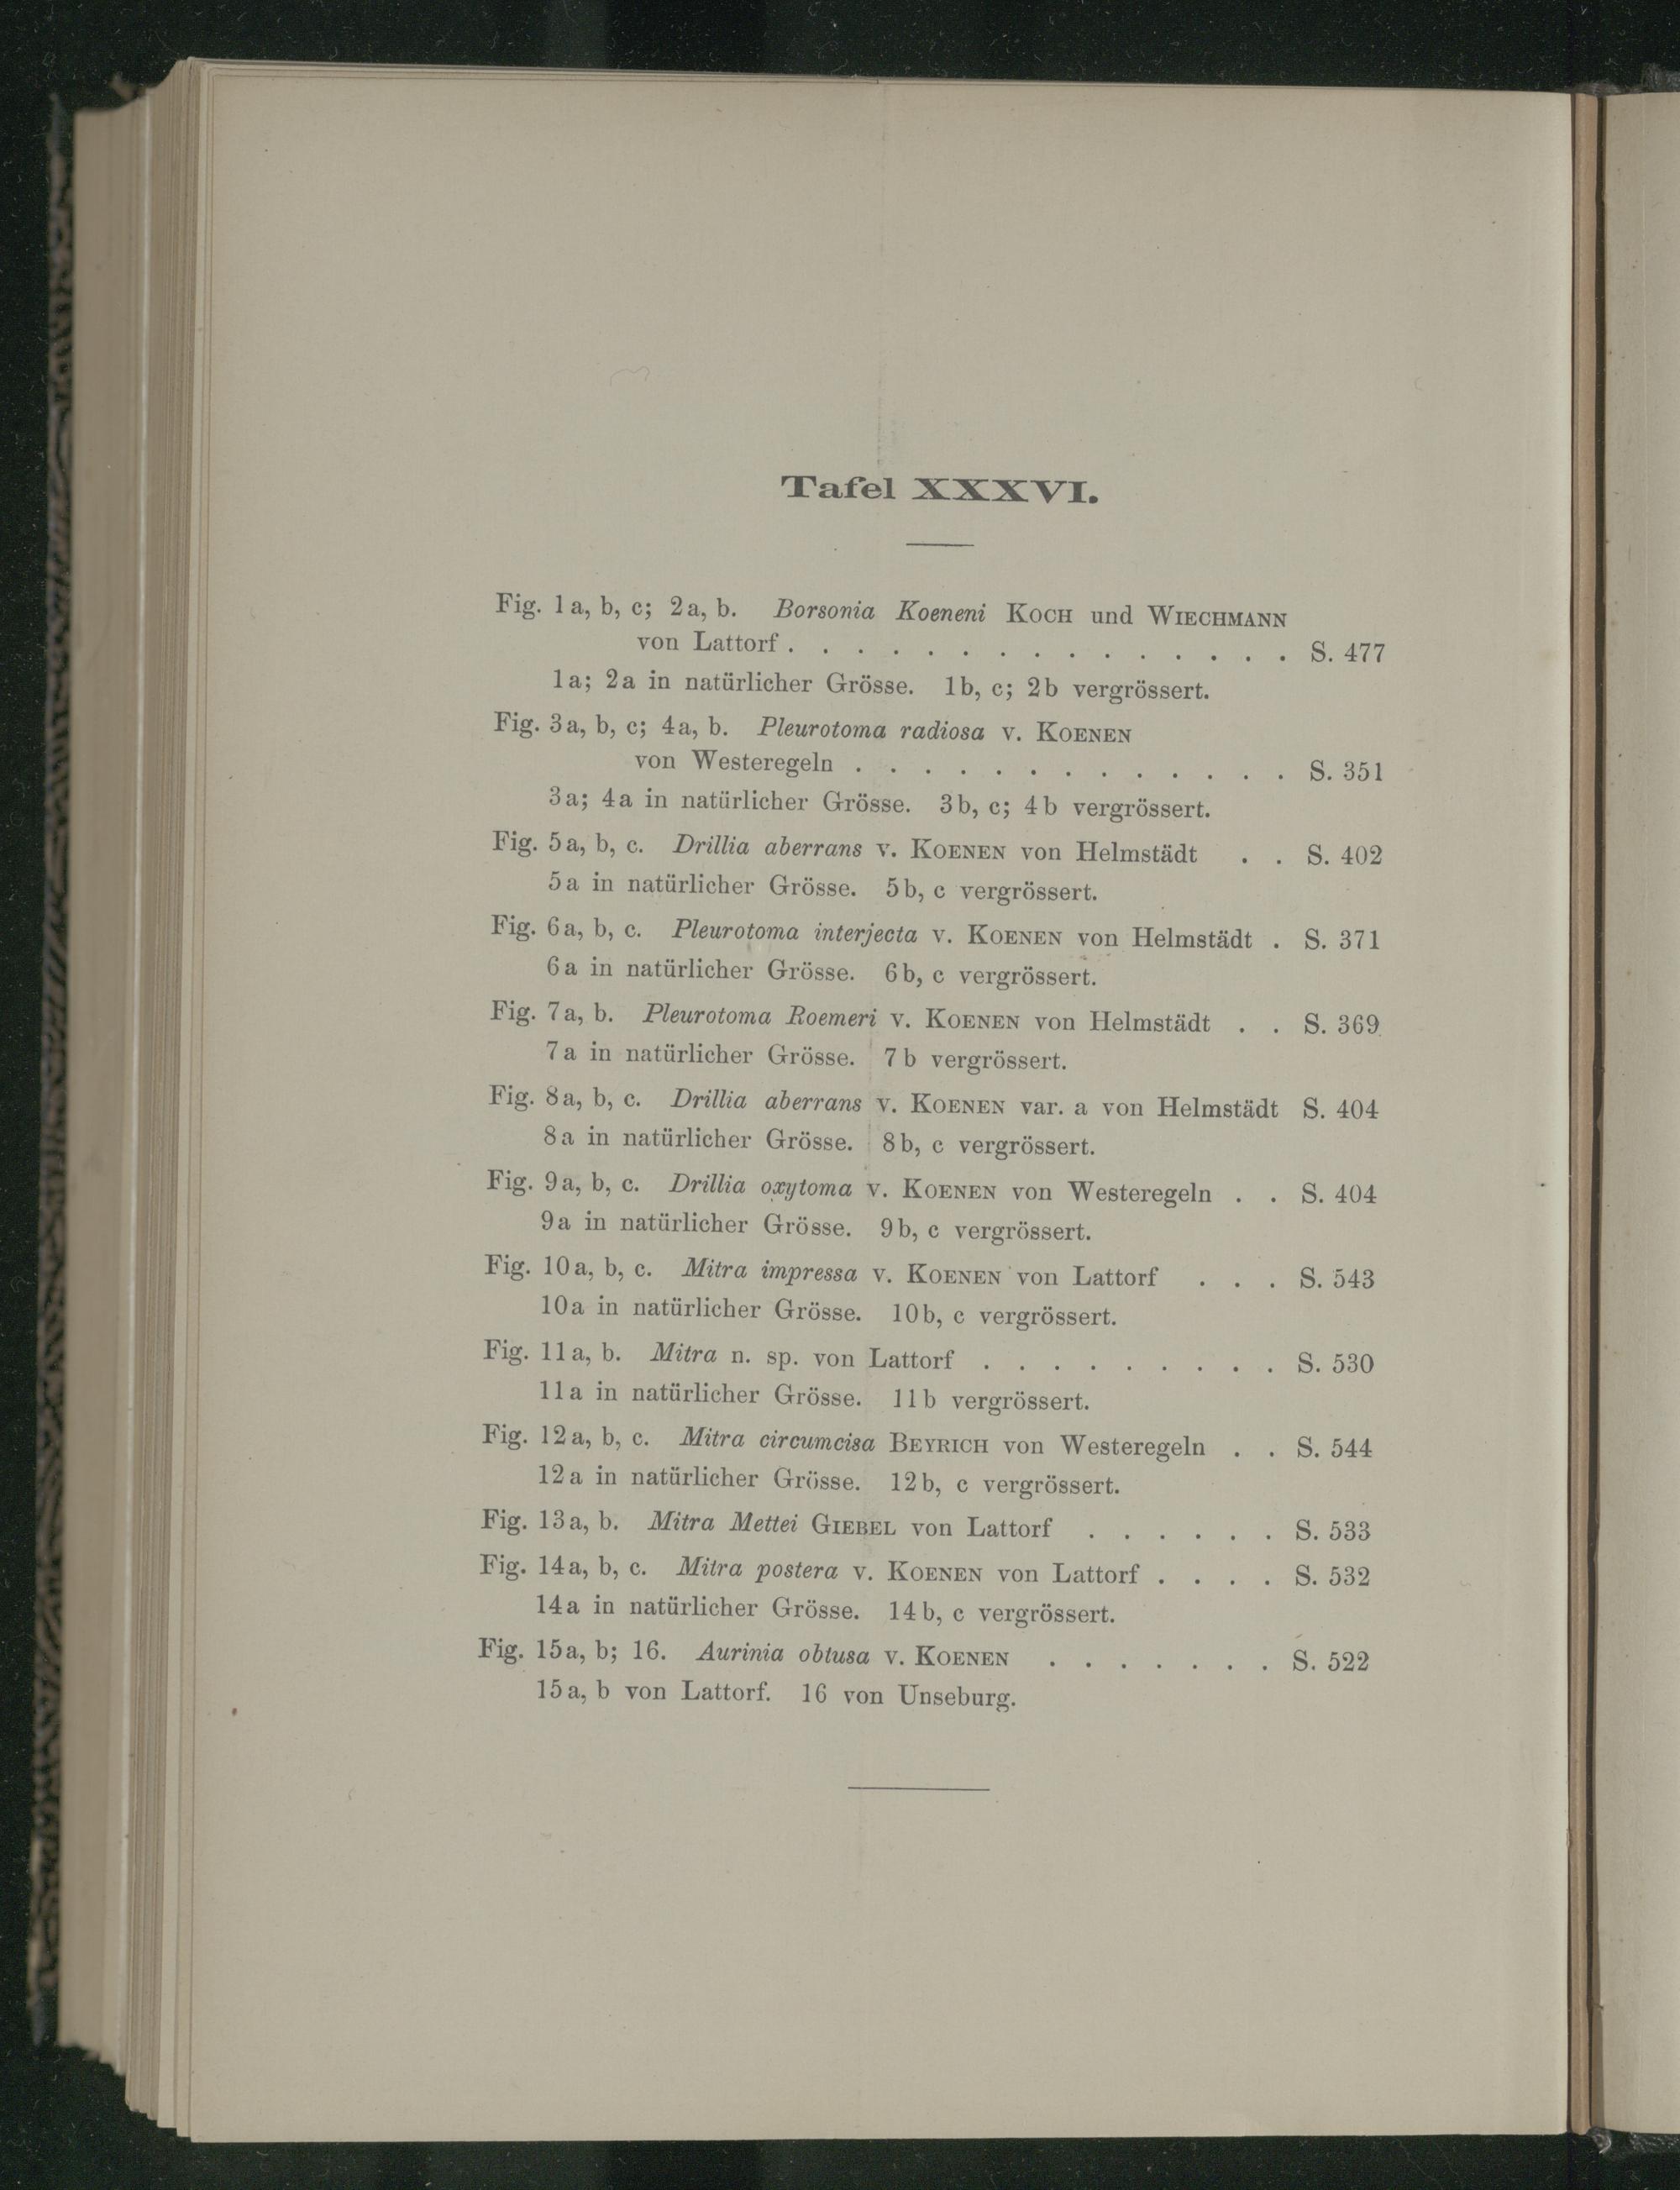 Tafel XXXVI.
Fig. 1a, b, c; 2a, b. Borsonia Koeneni KOCH und WIECHMANN
von Lattorf . . . . . . . . . . . . . . . S. 477
1a; 2a in natürlicher Grösse. 1b, c; 2b vergrössert.
Fig. 3a, b, c; 4a, b. Pleurotoma radiosa v. KOENEN
von Westeregeln . . . . . . . . . . . . . S. 351
3a; 4a in natürlicher Grösse. 3b, c; 4b vergrössert.
Fig. 5a, b, c. Drillia aberrans v. KOENEN von Helmstädt . . S. 402
5a in natürlicher Grösse. 5b, c vergrössert.
Fig. 6a, b, c. Pleurotoma interjecta v. KOENEN von Helmstädt . S. 371
6a in natürlicher Grösse. 6b, c vergrössert.
Fig. 7a, b. Pleurotoma Roemeri v. KOENEN von Helmstädt . . S. 369
7a in natürlicher Grösse. 7b vergrössert.
Fig. 8a, b, c. Drillia aberrans v. KOENEN var. a von Helmstädt S. 404
8a in natürlicher Grösse. 8b, c vergrössert.
Fig. 9a, b, c. Drillia oxytoma v. KOENEN von Westeregeln . . S. 404
9a in natürlicher Grösse. 9b, c vergrössert.
Fig. 10a, b, c. Mitra impressa v. KOENEN von Lattorf . . . S. 543
10a in natürlicher Grösse. 10b, c vergrössert.
Fig. 11a, b. Mitra n. sp. von Lattorf . . . . . . . . . S. 530
11a in natürlicher Grösse. 11b vergrössert.
Fig. 12a, b, c. Mitra circumcisa BEYRICH von Westeregeln . . S. 544
12a in natürlicher Grösse. 12b, c vergrössert.
Fig. 13a, b. Mitra Mettei GIEBEL von Lattorf . . . . . . S. 533
Fig. 14a, b, c. Mitra postera v. KOENEN von Lattorf . . . . S. 532
14a in natürlicher Grösse. 14b, c vergrössert.
Fig. 15a, b; 16. Aurinia obtusa v. KOENEN . . . . . . . S. 522
15a, b von Lattorf. 16 von Unseburg.